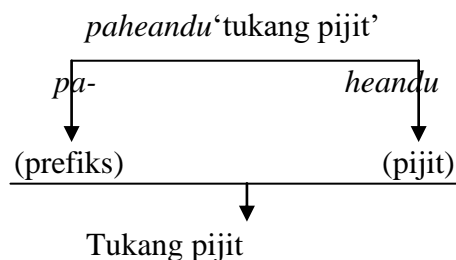 paheandu‘tukang pijit’
pa- heandu
(prefiks) (pijit)
Tukang pijit